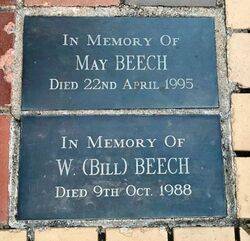 In Memory Of
May BEECH
Died 22nd April 1995
In Memory Of
W. (Bill) BEECH
Died 9th Oct. 1988